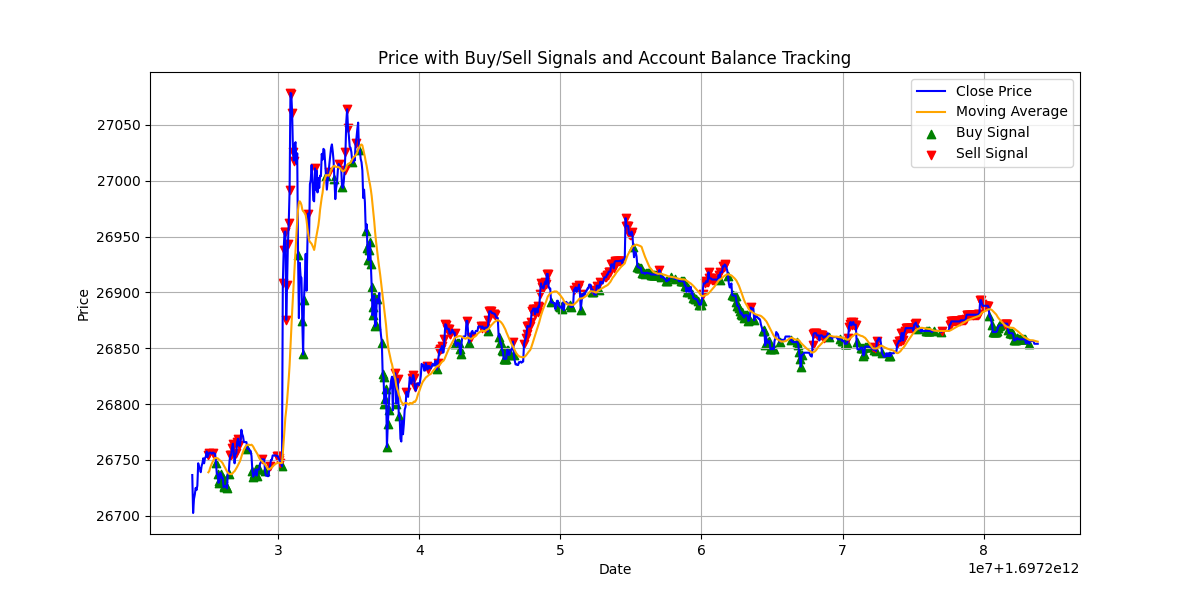 Price with Buy/Sell Signals and Account Balance Tracking
Close Price
Moving Average
Buy Signal
Sell Signal
27050
27000
26950
26900
26850
26800
26750
26700
Price
3 4 5 6 7 8
Date
1e7+1.6972e12